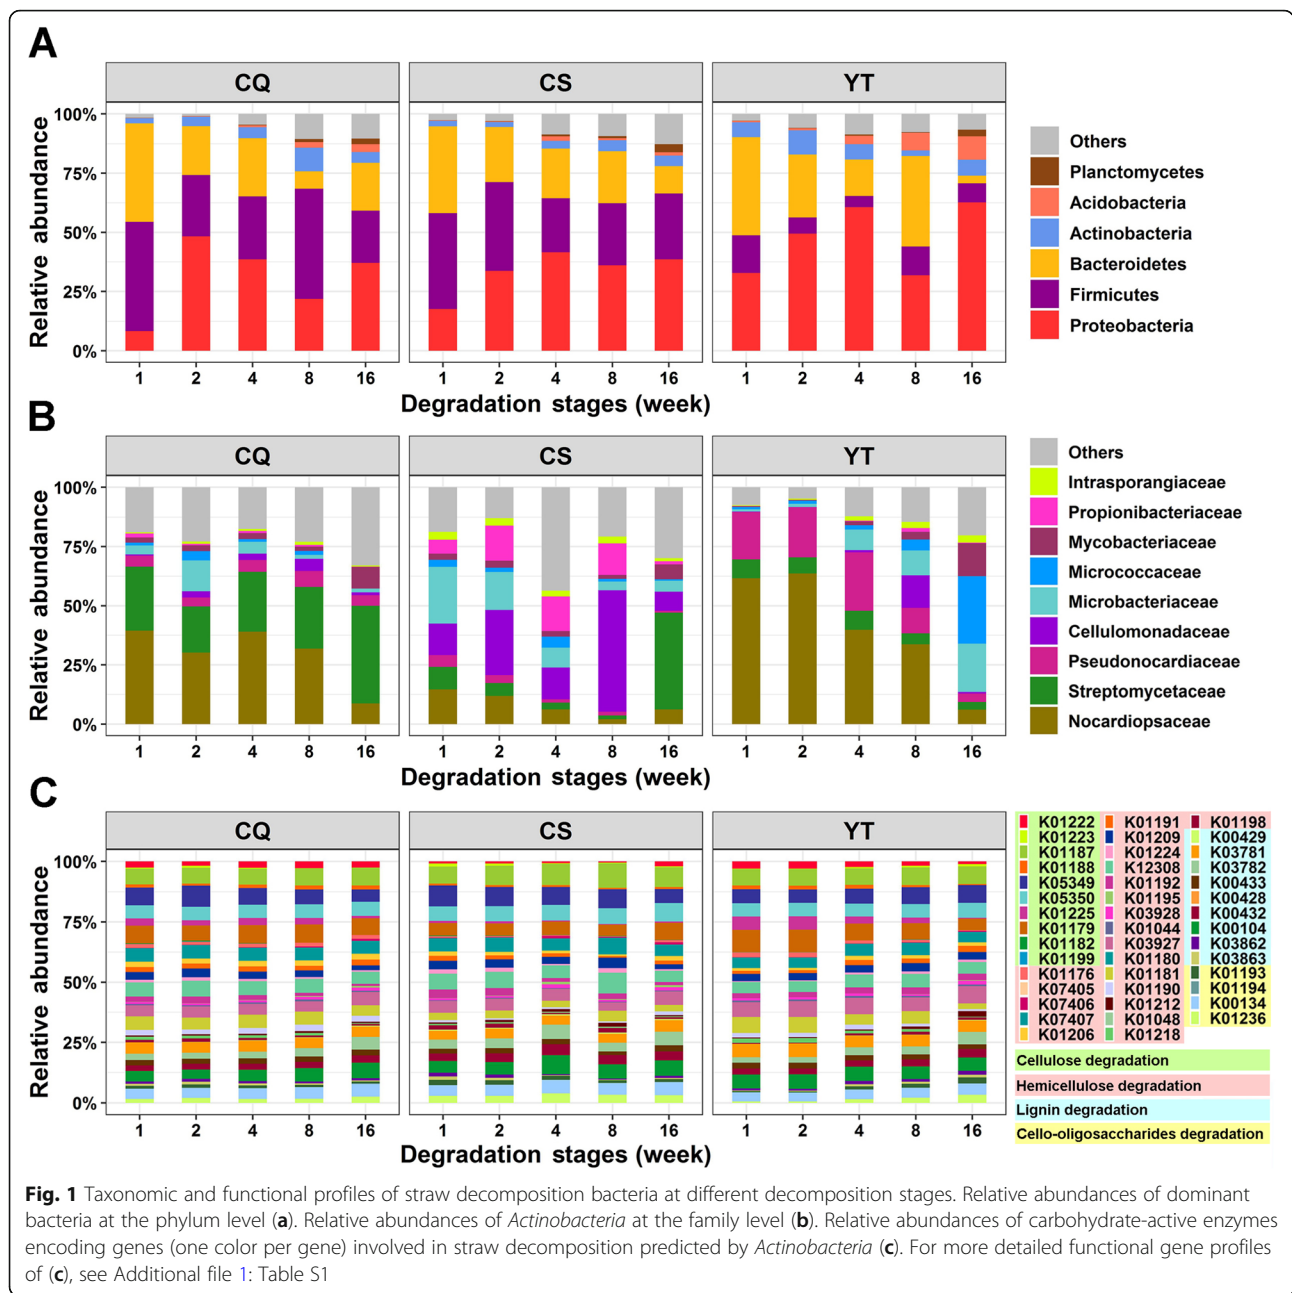 A
CQ CS YT
Relative abundance
100%
75%
50%
25%
0%
1 2 4 8 16 1 2 4 8 16 1 2 4 8 16
Degradation stages (week)
Others
Planctomycetes
Acidobacteria
Actinobacteria
Bacteroidetes
Firmicutes
Proteobacteria
B
CQ CS YT
Relative abundance
100%
75%
50%
25%
0%
1 2 4 8 16 1 2 4 8 16 1 2 4 8 16
Degradation stages (week)
Others
Intrasporangiaceae
Propionibacteriaceae
Mycobacteriaceae
Micrococcaceae
Microbacteriaceae
Cellulomonadaceae
Pseudonocardiaceae
Streptomycetaceae
Nocardiopsaceae
C
CQ CS YT
Relative abundance
100%
75%
50%
25%
0%
1 2 4 8 16 1 2 4 8 16 1 2 4 8 16
Degradation stages (week)
K01222 K01191 K01198
K01223 K01209 K00429
K01187 K01224 K03781
K01188 K12308 K03782
K05349 K01192 K00433
K05350 K01195 K00428
K01225 K03928 K00432
K01179 K01044 K00104
K01182 K03927 K03862
K01199 K01180 K03863
K01176 K01181 K01193
K07405 K01190 K01194
K07406 K01212 K00134
K07407 K01048 K01236
K01206 K01218
Cellulose degradation
Hemicellulose degradation
Lignin degradation
Cello-oligosaccharides degradation
Fig. 1 Taxonomic and functional profiles of straw decomposition bacteria at different decomposition stages. Relative abundances of dominant
bacteria at the phylum level (a). Relative abundances of Actinobacteria at the family level (b). Relative abundances of carbohydrate-active enzymes
encoding genes (one color per gene) involved in straw decomposition predicted by Actinobacteria (c). For more detailed functional gene profiles
of (c), see Additional file 1: Table S1